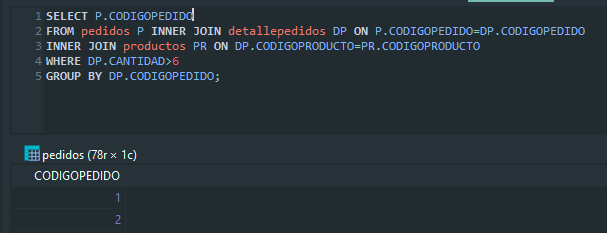 1 SELECT P.CODIGOPEDIDO
2 FROM pedidos P INNER JOIN detallepedidos DP ON P.CODIGOPEDIDO=DP.CODIGOPEDIDO
3 INNER JOIN productos PR ON DP.CODIGOPRODUCTO=PR.CODIGOPRODUCTO
4 WHERE DP.CANTIDAD>6
5 GROUP BY DP.CODIGOPEDIDO;
pedidos (78r × 1c)
CODIGOPEDIDO
1
2